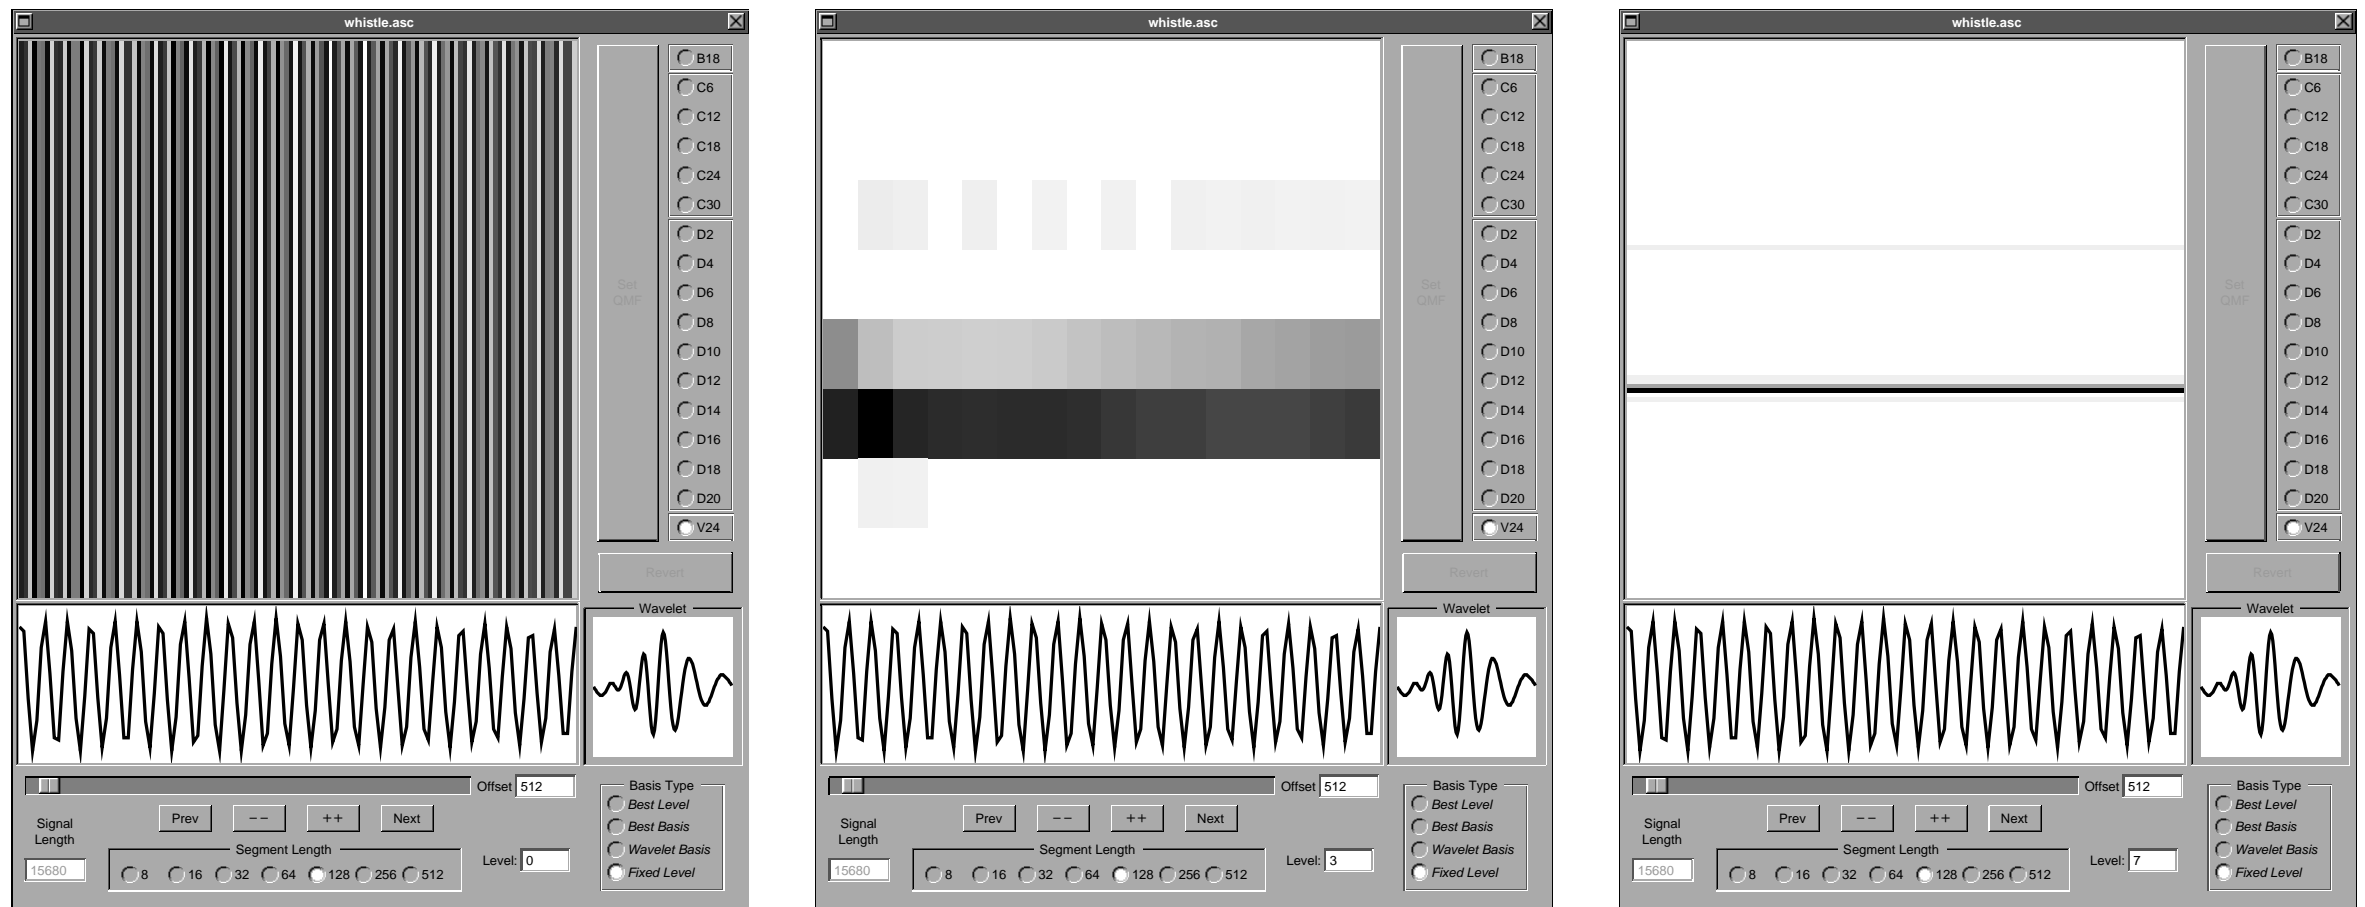 whistle.asc
B18
C6
C12
C18
C24
C30
D2
D4
D6
D8
D10
D12
D14
D16
D18
D20
V24
Set
QMF
Revert
Wavelet
Offset 512
Prev -- ++ Next
Signal
Length
15680
Segment Length
8 16 32 64 128 256 512
Level: 0
Basis Type
Best Level
Best Basis
Wavelet Basis
Fixed Level
whistle.asc
B18
C6
C12
C18
C24
C30
D2
D4
D6
D8
D10
D12
D14
D16
D18
D20
V24
Set
QMF
Revert
Wavelet
Offset 512
Prev -- ++ Next
Signal
Length
15680
Segment Length
8 16 32 64 128 256 512
Level: 3
Basis Type
Best Level
Best Basis
Wavelet Basis
Fixed Level
whistle.asc
B18
C6
C12
C18
C24
C30
D2
D4
D6
D8
D10
D12
D14
D16
D18
D20
V24
Set
QMF
Revert
Wavelet
Offset 512
Prev -- ++ Next
Signal
Length
15680
Segment Length
8 16 32 64 128 256 512
Level: 7
Basis Type
Best Level
Best Basis
Wavelet Basis
Fixed Level